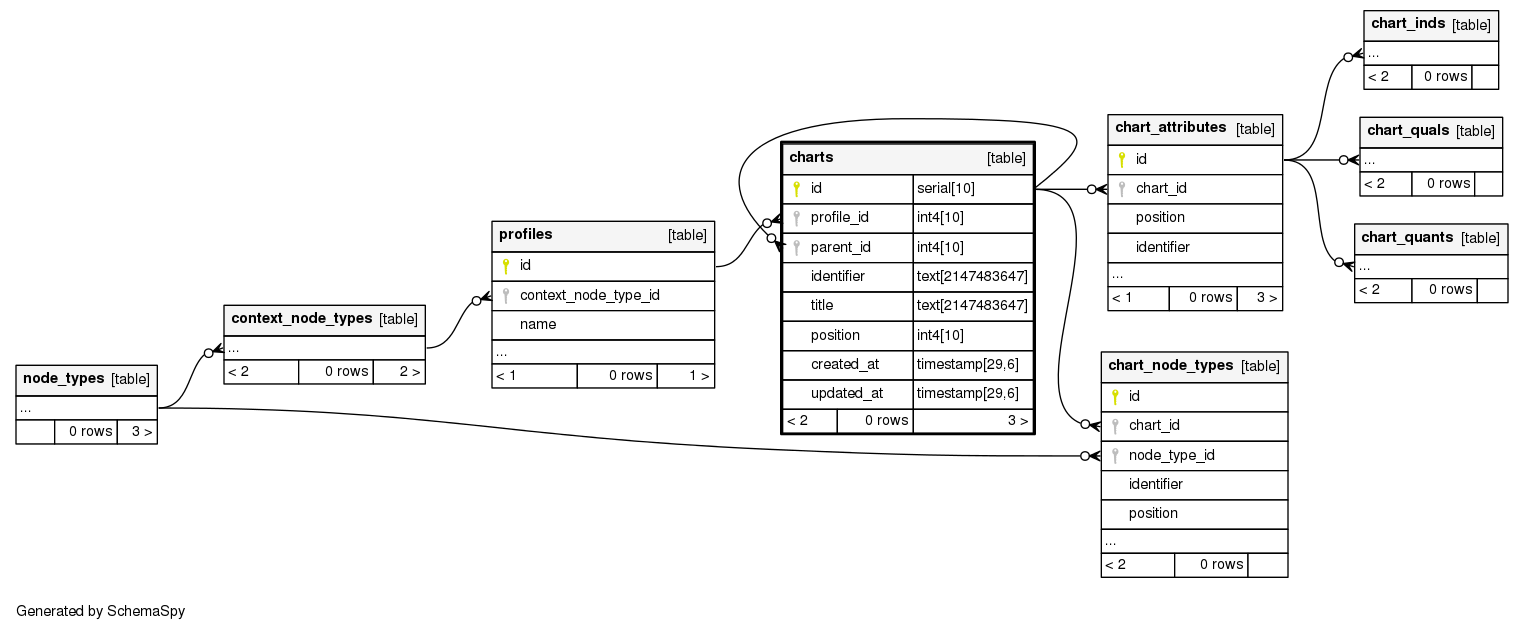 chart_inds [table]
...
< 2 0 rows
chart_attributes [table]
id
chart_id
position
identifier
...
< 1 0 rows 3 >
chart_quals [table]
...
< 2 0 rows
charts [table]
id serial[10]
profile_id int4[10]
parent_id int4[10]
identifier text[2147483647]
title text[2147483647]
position int4[10]
created_at timestamp[29,6]
updated_at timestamp[29,6]
< 2 0 rows 3 >
profiles [table]
id
context_node_type_id
name
...
< 1 0 rows 1 >
chart_quants [table]
...
< 2 0 rows
context_node_types [table]
...
< 2 0 rows 2 >
node_types [table]
...
0 rows 3 >
chart_node_types [table]
id
chart_id
node_type_id
identifier
position
...
< 2 0 rows
Generated by SchemaSpy